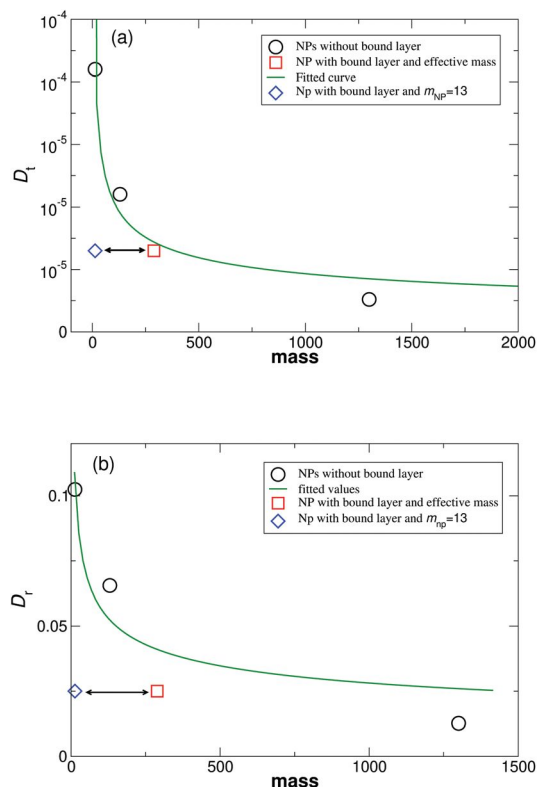 10⁻⁴
(a)
NPs without bound layer
NP with bound layer and effective mass
Fitted curve
Np with bound layer and m_NP=13
10⁻⁴
10⁻⁵
D_t
10⁻⁵
10⁻⁵
0
0 500 1000 1500 2000
mass
(b)
NPs without bound layer
fitted values
NP with bound layer and effective mass
Np with bound layer and m_np=13
0.1
D_r
0.05
0
0 500 1000 1500
mass